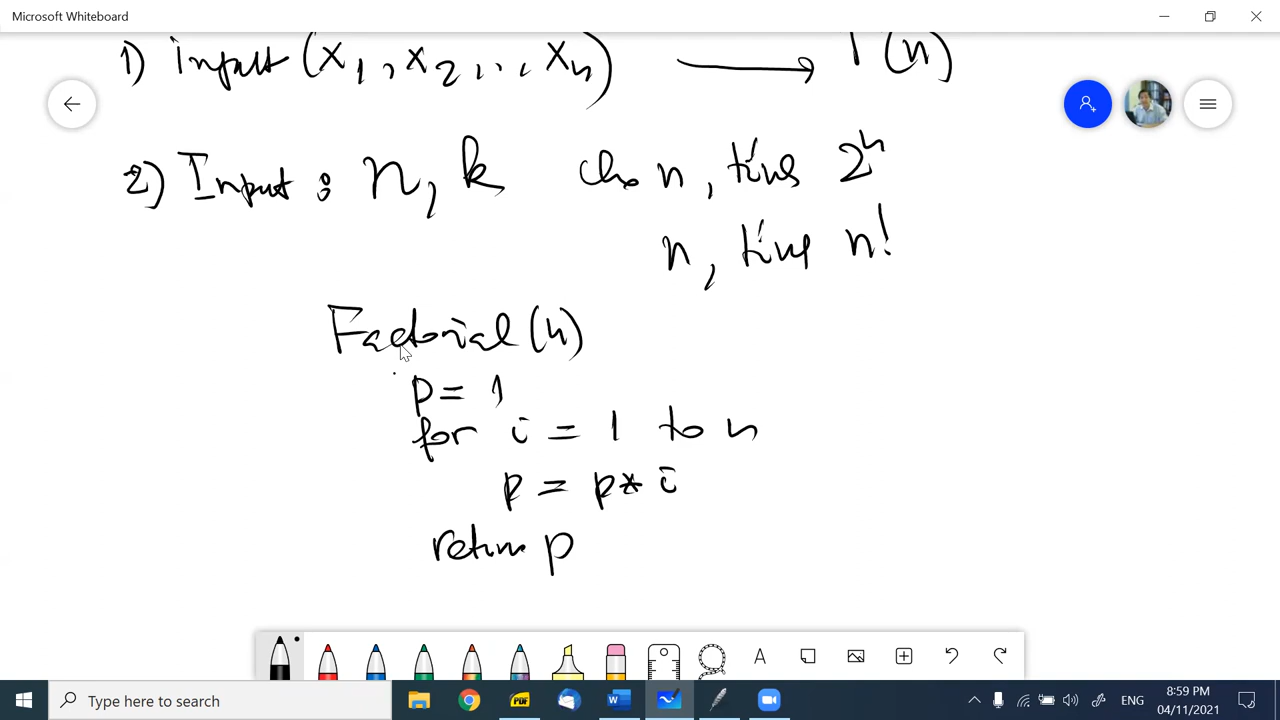 Microsoft Whiteboard
1) Input (x1, x2, .., xn) → T(n)
2) Input : n, k cho n, tính 2^n
n, tính n!
Factorial (n)
p = 1
for i = 1 to n
p = p * i
return p
A
Type here to search
PDF
ENG
8:59 PM
04/11/2021